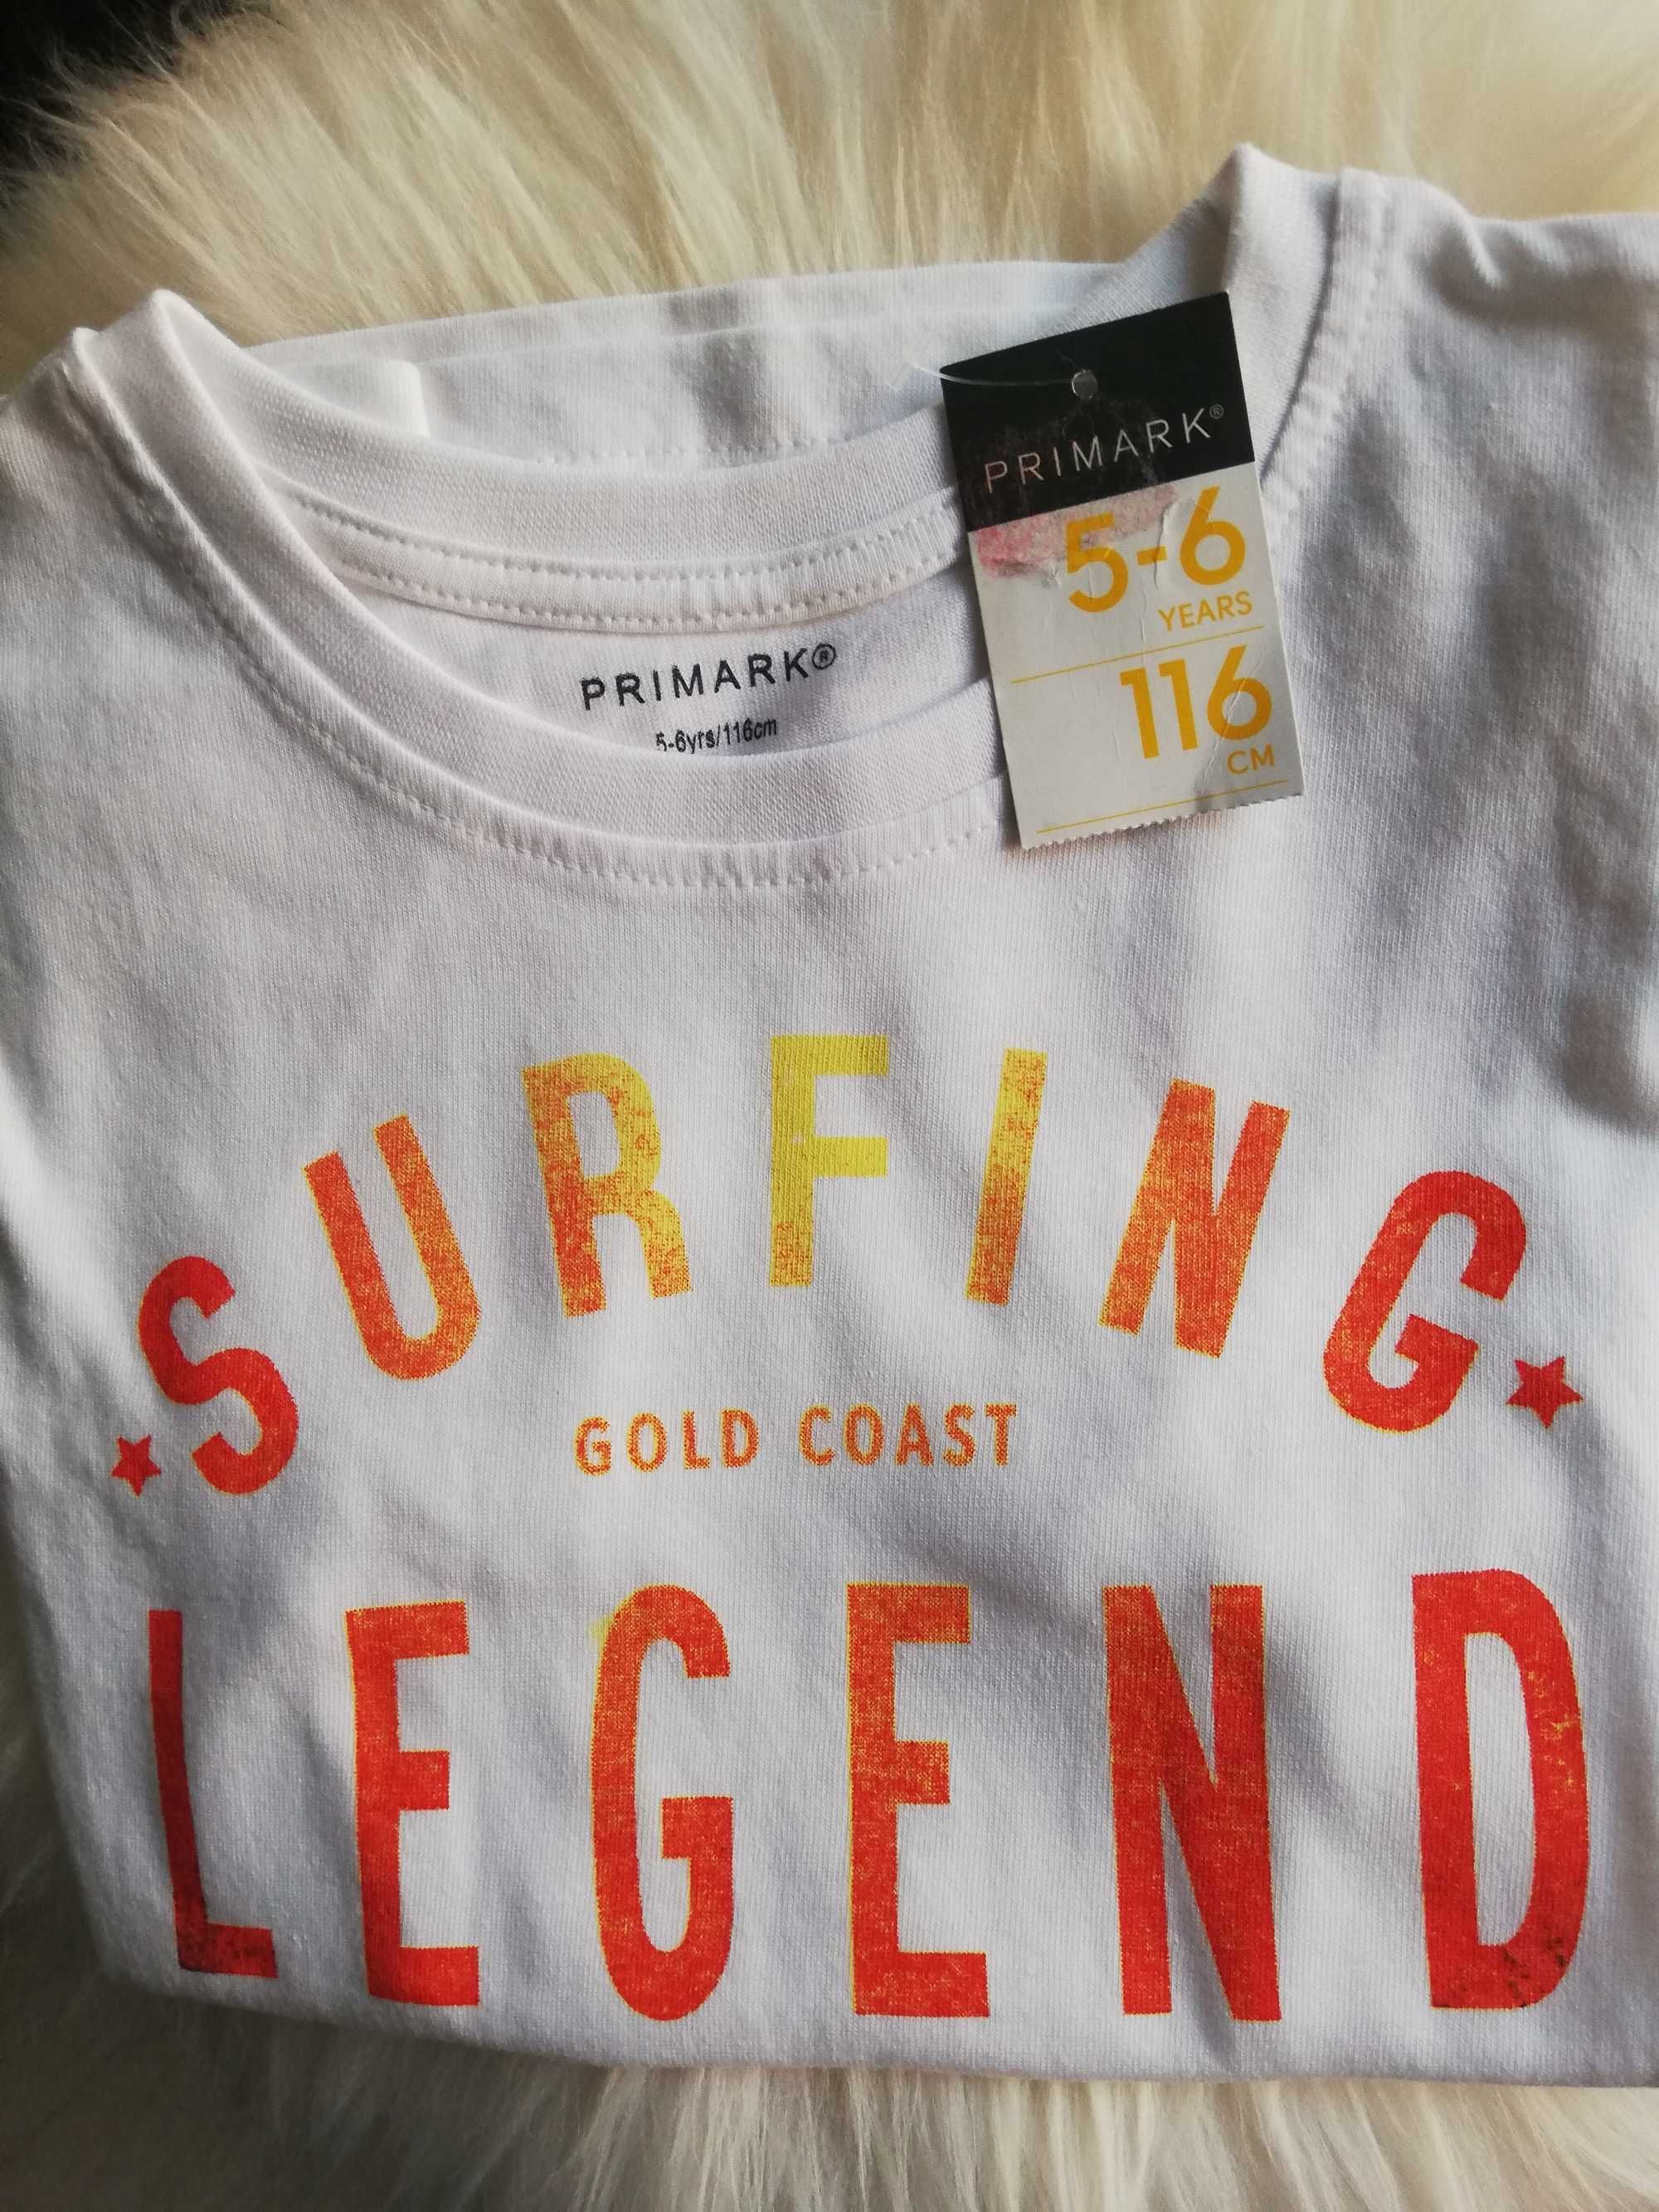 PRIMARK®
5-6
YEARS
116
CM
PRIMARK®
5-6yrs/116cm
SURFING
GOLD COAST
LEGEND